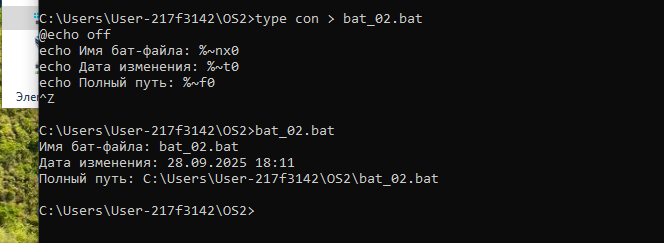 C:\Users\User-217f3142\OS2>type con > bat_02.bat
@echo off
echo Имя бат-файла: %~nx0
echo Дата изменения: %~t0
echo Полный путь: %~f0
^Z
C:\Users\User-217f3142\OS2>bat_02.bat
Имя бат-файла: bat_02.bat
Дата изменения: 28.09.2025 18:11
Полный путь: C:\Users\User-217f3142\OS2\bat_02.bat
C:\Users\User-217f3142\OS2>